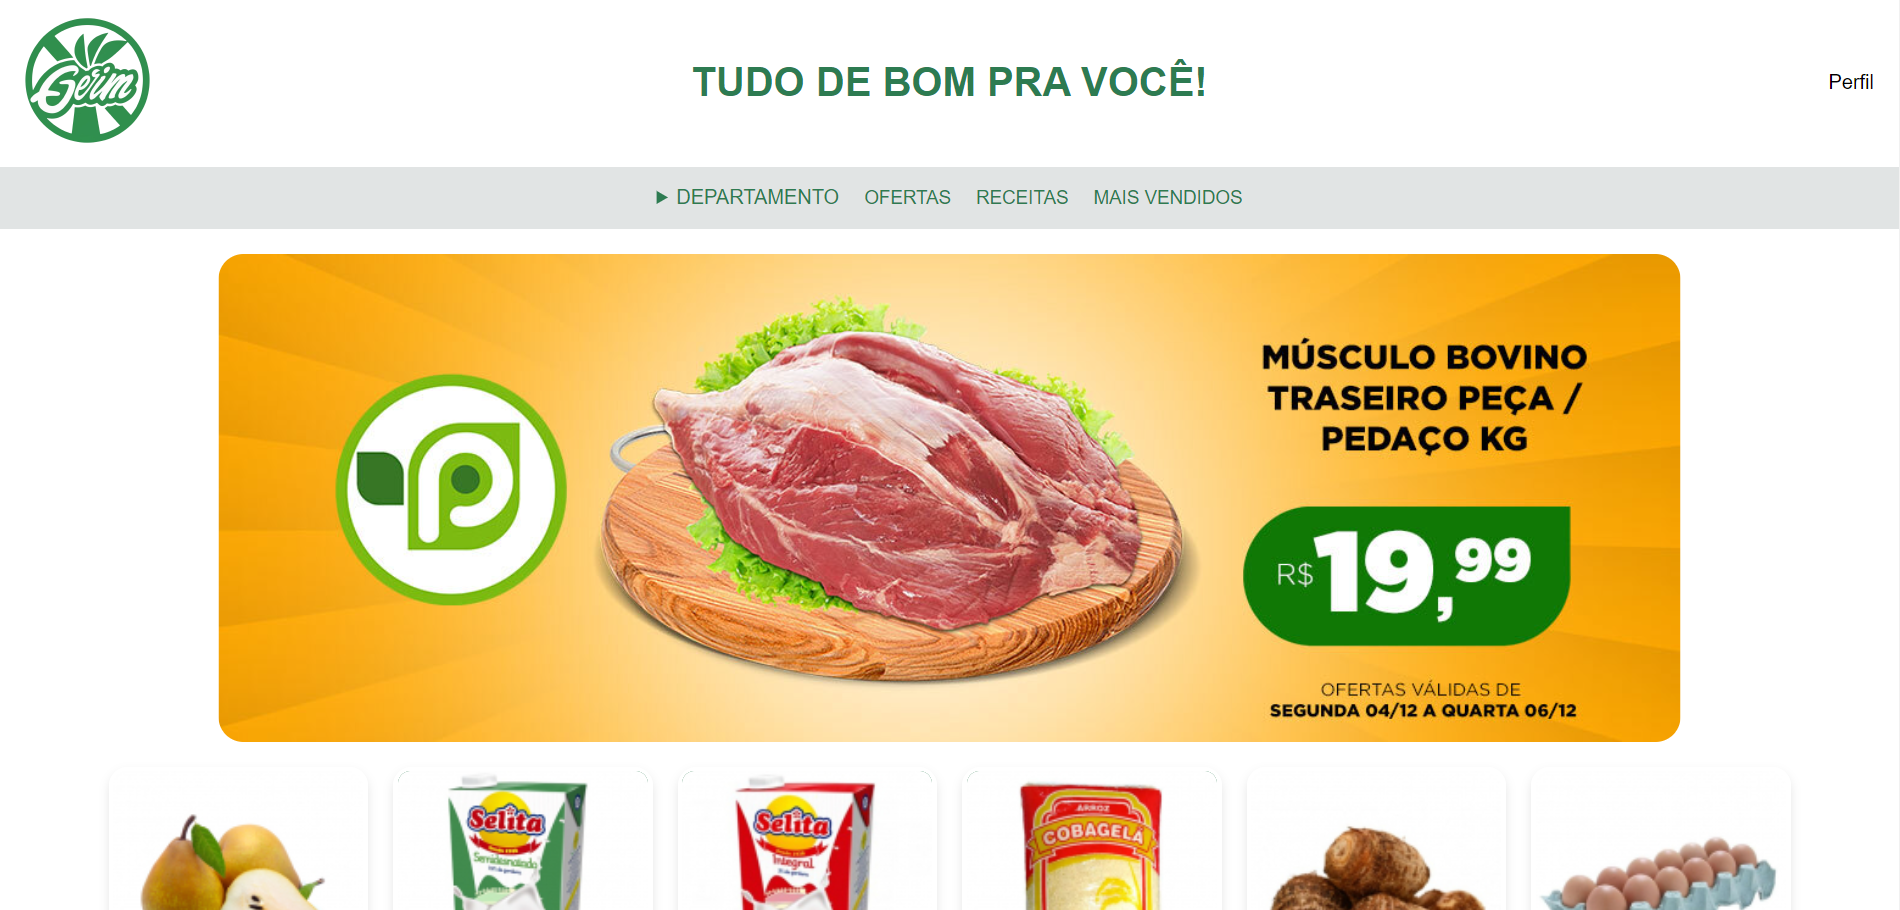 Gerim
TUDO DE BOM PRA VOCÊ!
Perfil
▶ DEPARTAMENTO OFERTAS RECEITAS MAIS VENDIDOS
MÚSCULO BOVINO
TRASEIRO PEÇA /
PEDAÇO KG
R$19,99
OFERTAS VÁLIDAS DE
SEGUNDA 04/12 A QUARTA 06/12
Selita
Semidesnatado
Selita
Integral
ARROZ
COBAGELA